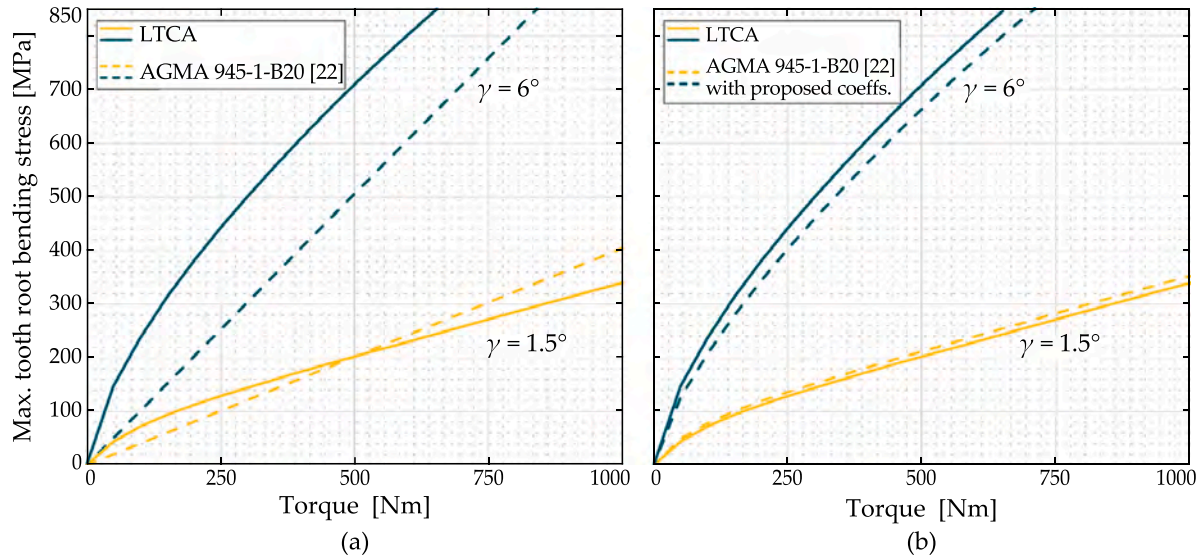 Max. tooth root bending stress [MPa]
850
700
600
500
400
300
200
100
0
LTCA
AGMA 945-1-B20 [22]
γ = 6°
γ = 1.5°
0 250 500 750 1000
Torque [Nm]
(a)
LTCA
AGMA 945-1-B20 [22]
with proposed coeffs.
γ = 6°
γ = 1.5°
0 250 500 750 1000
Torque [Nm]
(b)